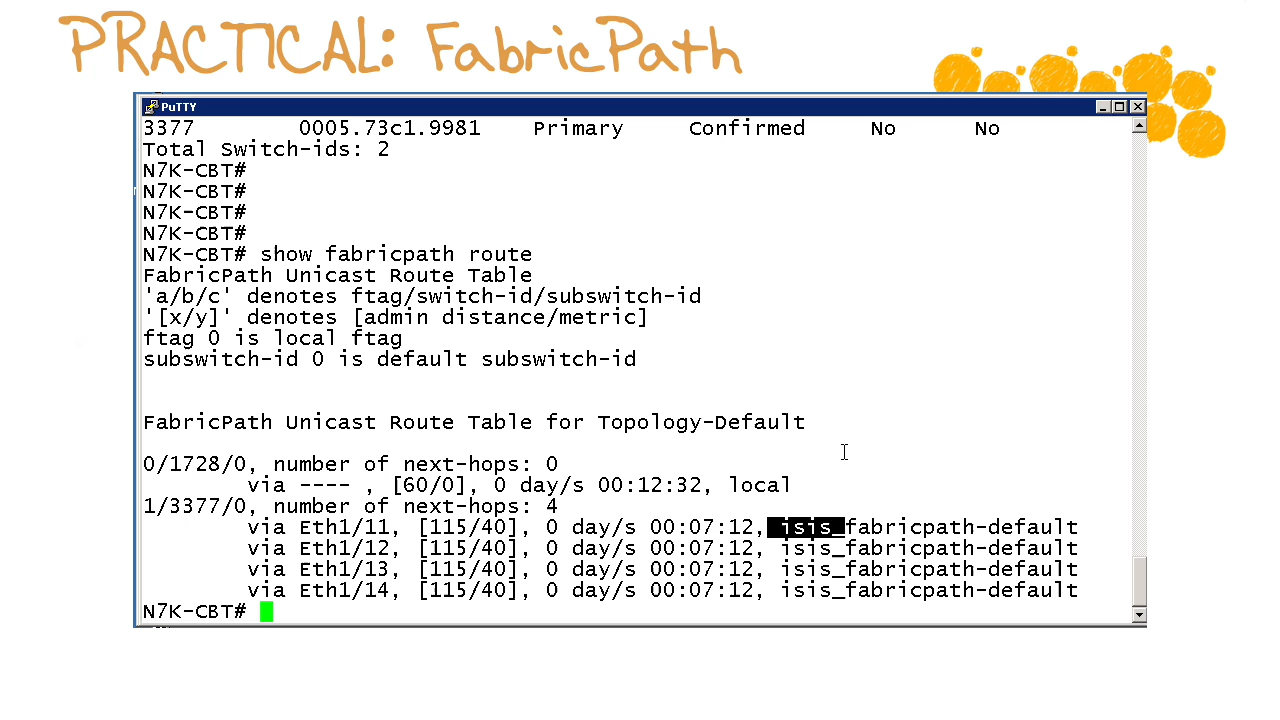 PRACTICAL: FabricPath
PuTTY
3377 0005.73c1.9981 Primary Confirmed No No
Total Switch-ids: 2
N7K-CBT#
N7K-CBT#
N7K-CBT#
N7K-CBT#
N7K-CBT# show fabricpath route
FabricPath Unicast Route Table
'a/b/c' denotes ftag/switch-id/subswitch-id
'[x/y]' denotes [admin distance/metric]
ftag 0 is local ftag
subswitch-id 0 is default subswitch-id
FabricPath Unicast Route Table for Topology-Default
0/1728/0, number of next-hops: 0
via ---- , [60/0], 0 day/s 00:12:32, local
1/3377/0, number of next-hops: 4
via Eth1/11, [115/40], 0 day/s 00:07:12, isis_fabricpath-default
via Eth1/12, [115/40], 0 day/s 00:07:12, isis_fabricpath-default
via Eth1/13, [115/40], 0 day/s 00:07:12, isis_fabricpath-default
via Eth1/14, [115/40], 0 day/s 00:07:12, isis_fabricpath-default
N7K-CBT#